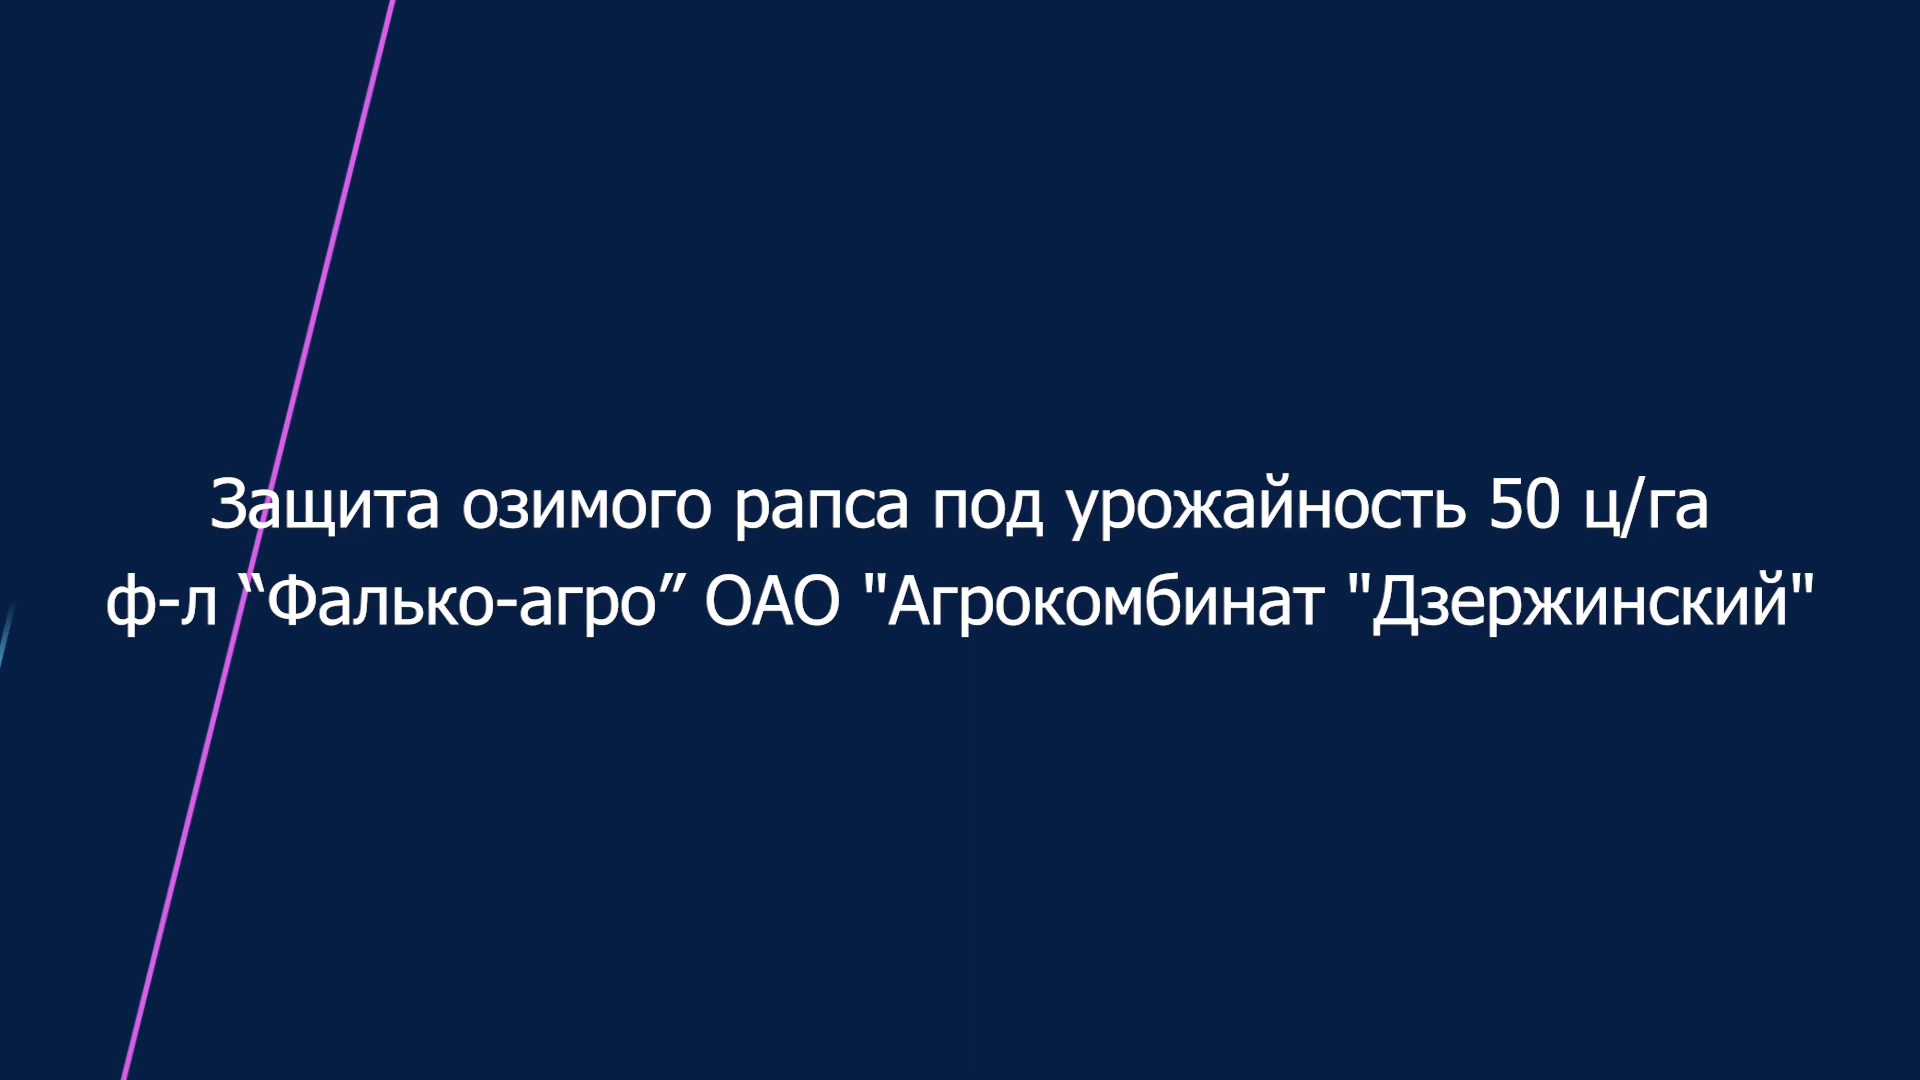 Защита озимого рапса под урожайность 50 ц/га
ф-л “Фалько-агро” ОАО "Агрокомбинат "Дзержинский"